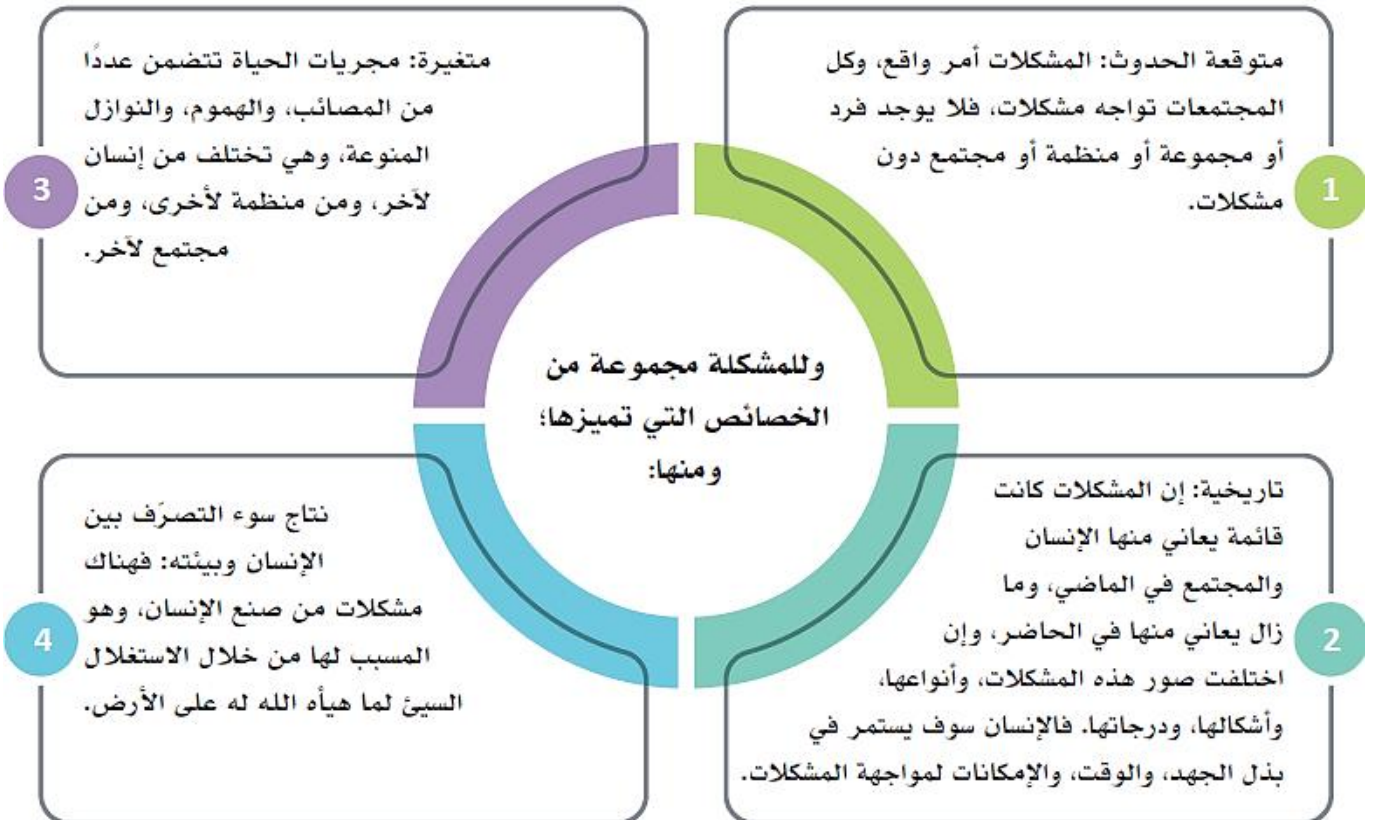 وللمشكلة مجموعة من
الخصائص التي تميزها؛
ومنها:
1
متوقعة الحدوث: المشكلات أمر واقع، وكل
المجتمعات تواجه مشكلات، فلا يوجد فرد
أو مجموعة أو منظمة أو مجتمع دون
مشكلات.
2
تاريخية: إن المشكلات كانت
قائمة يعاني منها الإنسان
والمجتمع في الماضي، وما
زال يعاني منها في الحاضر، وإن
اختلفت صور هذه المشكلات، وأنواعها،
وأشكالها، ودرجاتها. فالإنسان سوف يستمر في
بذل الجهد، والوقت، والإمكانات لمواجهة المشكلات.
3
متغيرة: مجريات الحياة تتضمن عددًا
من المصائب، والهموم، والنوازل
المنوعة، وهي تختلف من إنسان
لآخر، ومن منظمة لأخرى، ومن
مجتمع لآخر.
4
نتاج سوء التصرّف بين
الإنسان وبيئته: فهناك
مشكلات من صنع الإنسان، وهو
المسبب لها من خلال الاستغلال
السيئ لما هيأه الله له على الأرض.